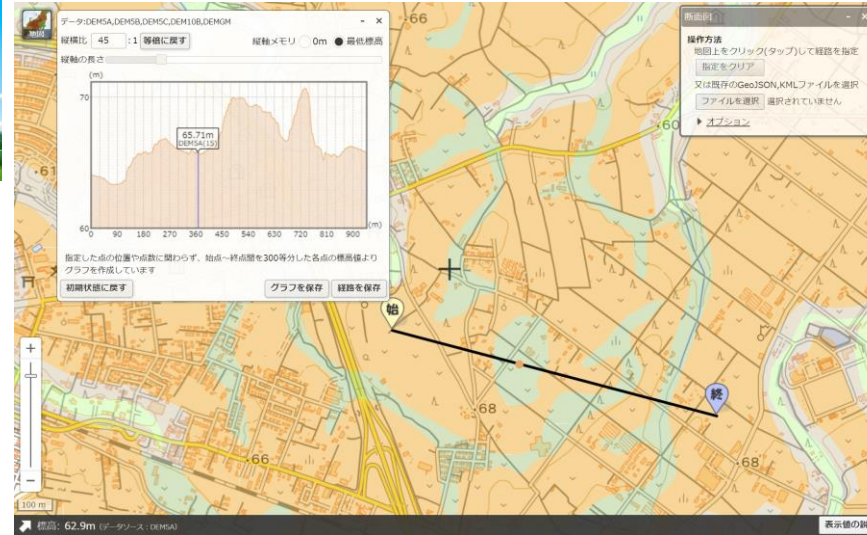 地図
データ:DEM5A,DEM5B,DEM5C,DEM10B,DEMGM
- ×
縦横比 45 :1 等倍に戻す 縦軸メモリ 0m 最低標高
縦軸の長さ
(m)
70
65.71m
DEM5A(1S)
60
0 90 180 270 360 450 540 630 720 810 900 (m)
指定した点の位置や点数に関わらず、始点~終点間を300等分した各点の標高値より
グラフを作成しています
初期状態に戻す グラフを保存 経路を保存
断面図 -
操作方法
地図上をクリック(タップ)して経路を指定
指定をクリア
又は既存のGeoJSON,KMLファイルを選択
ファイルを選択 選択されていません
オプション
66
60
61
始
終
68
68
66
+
-
100 m
標高: 62.9m (データソース:DEM5A)
表示値の説